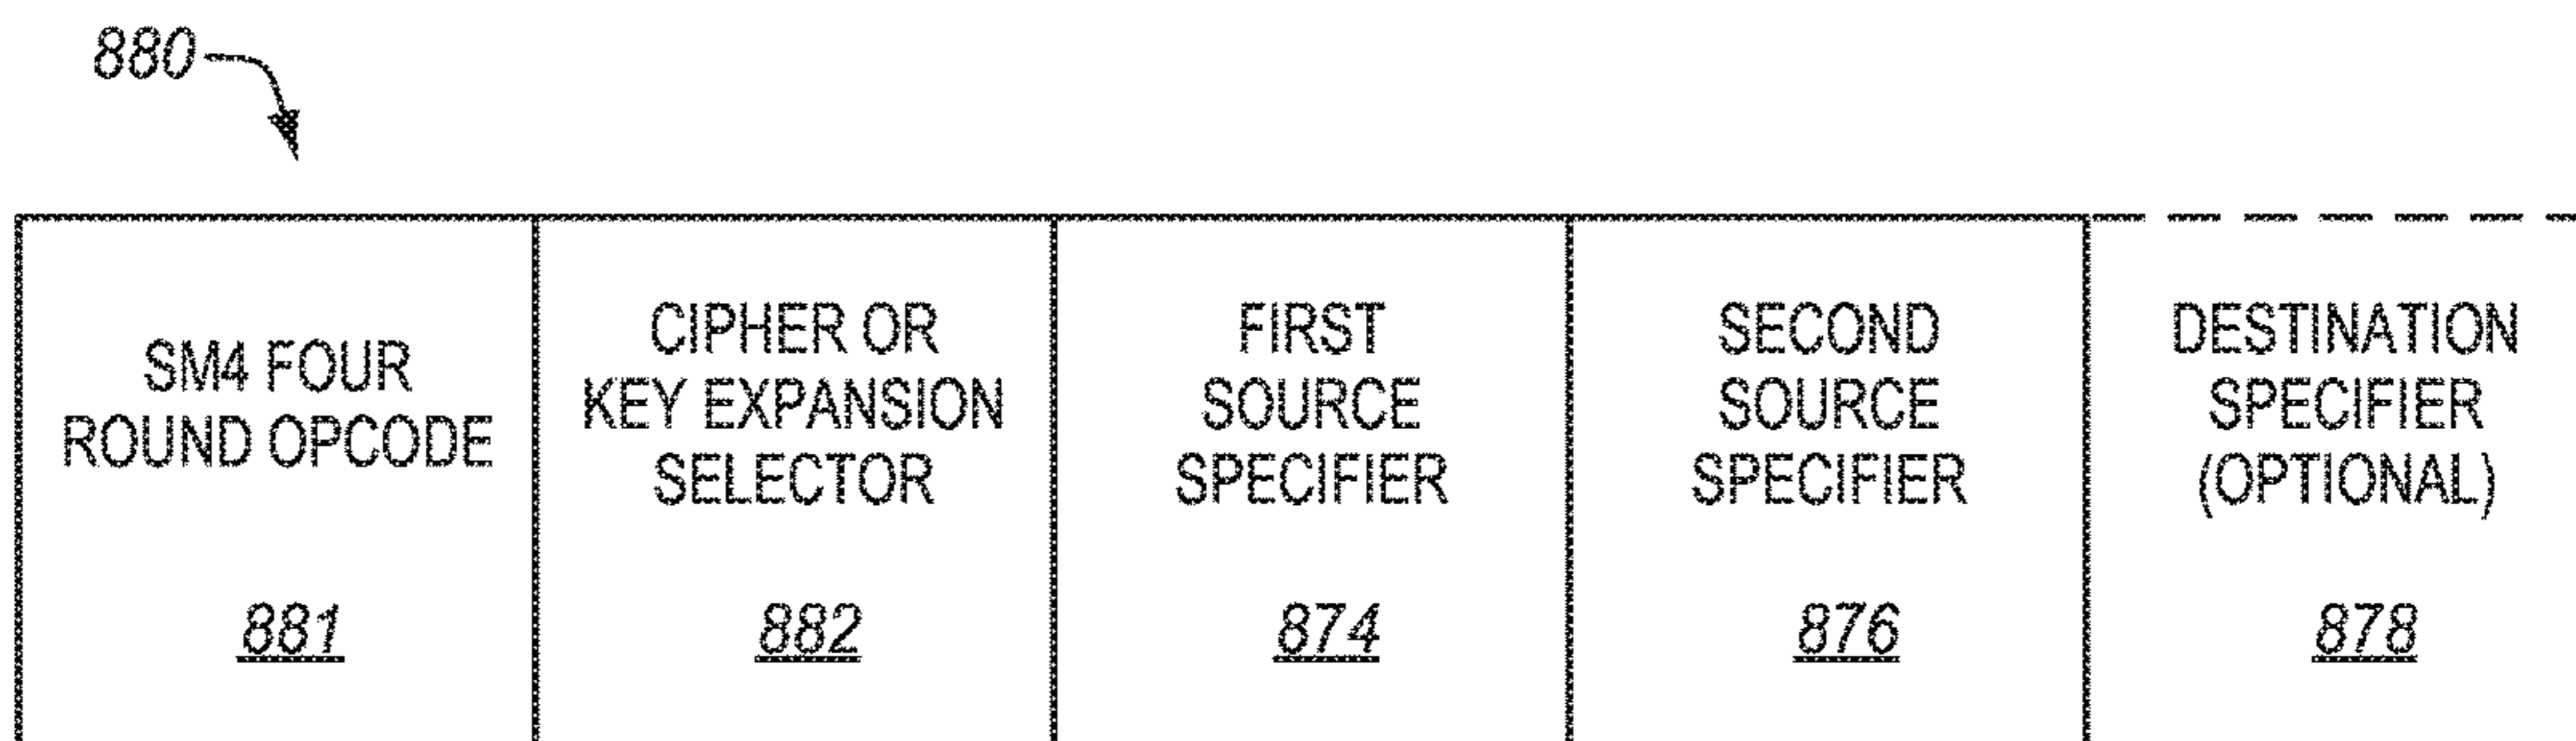 880
SM4 FOUR
ROUND OPCODE
881
CIPHER OR
KEY EXPANSION
SELECTOR
882
FIRST
SOURCE
SPECIFIER
874
SECOND
SOURCE
SPECIFIER
876
DESTINATION
SPECIFIER
(OPTIONAL)
878